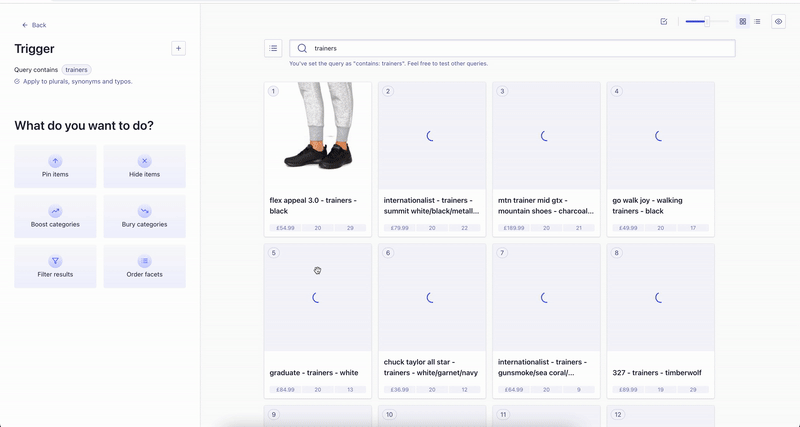 Back
Trigger
Query contains trainers
Apply to plurals, synonyms and typos.
What do you want to do?
Pin items
Hide items
Boost categories
Bury categories
Filter results
Order facets
trainers
You've set the query as "contains: trainers". Feel free to test other queries.
1
flex appeal 3.0 - trainers -
black
£54.99 20 29
2
internationalist - trainers -
summit white/black/metall...
£79.99 20 22
3
mtn trainer mid gtx -
mountain shoes - charcoal...
£189.99 20 21
4
go walk joy - walking
trainers - black
£49.99 20 17
5
graduate - trainers - white
£84.99 20 13
6
chuck taylor all star -
trainers - white/garnet/navy
£36.99 20 12
7
internationalist - trainers -
gunsmoke/sea coral/...
£64.99 20 9
8
327 - trainers - timberwolf
£89.99 19 29
9
10
11
12